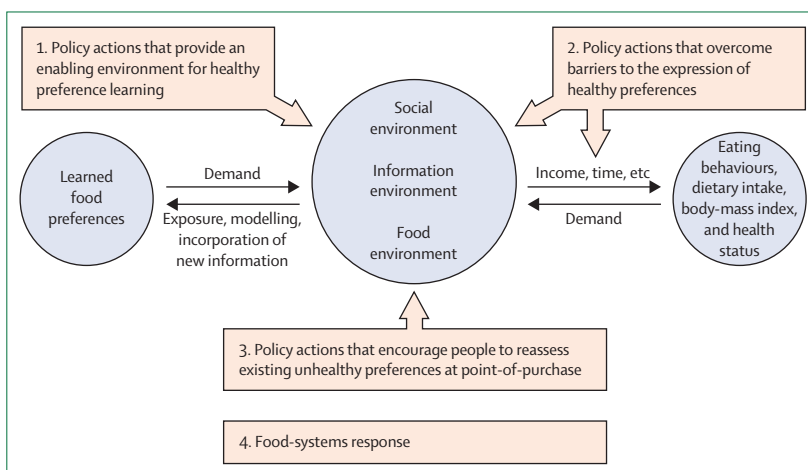 1. Policy actions that provide an
enabling environment for healthy
preference learning
2. Policy actions that overcome
barriers to the expression of
healthy preferences
Learned
food
preferences
Demand
Exposure, modelling,
incorporation of
new information
Social
environment
Information
environment
Food
environment
Income, time, etc
Demand
Eating
behaviours,
dietary intake,
body-mass index,
and health
status
3. Policy actions that encourage people to reassess
existing unhealthy preferences at point-of-purchase
4. Food-systems response